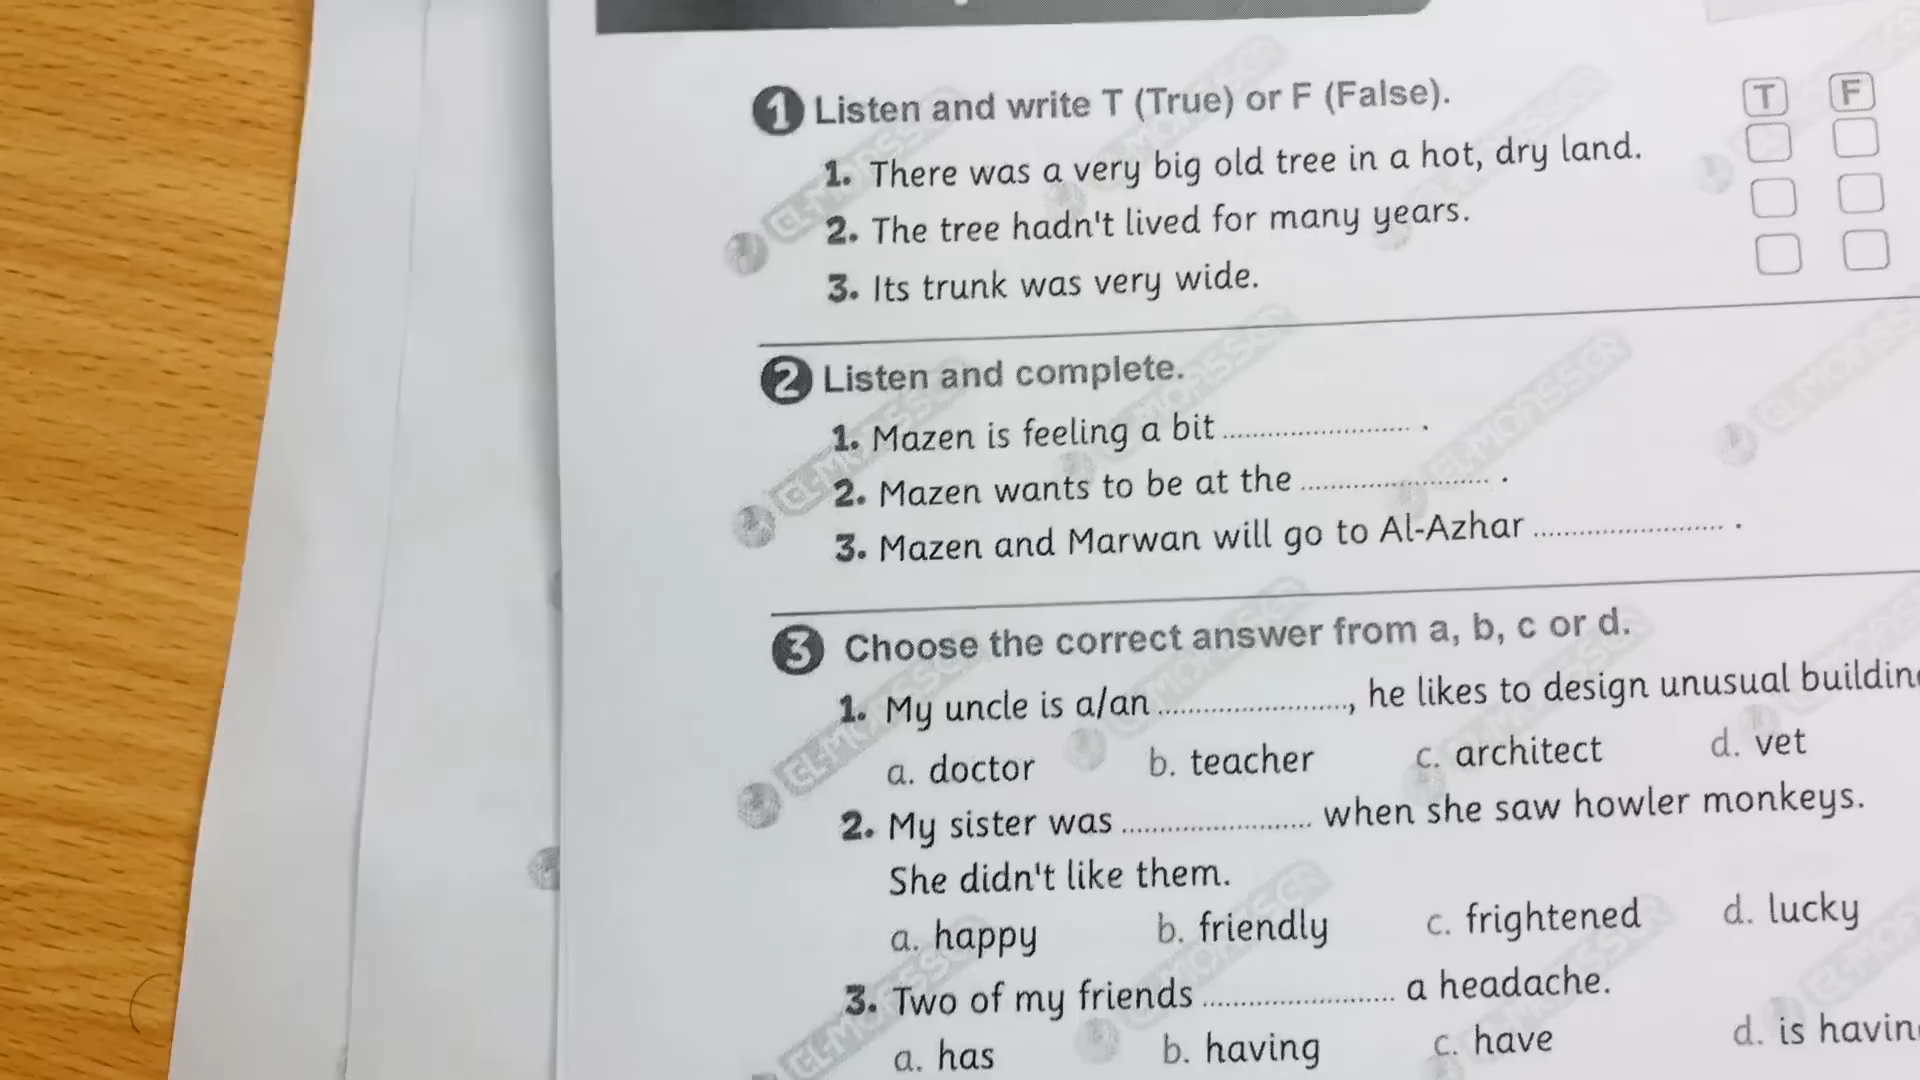 1 Listen and write T (True) or F (False).
T F
1. There was a very big old tree in a hot, dry land.
2. The tree hadn't lived for many years.
3. Its trunk was very wide.
2 Listen and complete.
1. Mazen is feeling a bit ........................ .
2. Mazen wants to be at the ........................ .
3. Mazen and Marwan will go to Al-Azhar ........................ .
3 Choose the correct answer from a, b, c or d.
1. My uncle is a/an ........................, he likes to design unusual
a. doctor b. teacher c. architect d. vet
2. My sister was ........................ when she saw howler monkeys.
She didn't like them.
a. happy b. friendly c. frightened d. lucky
3. Two of my friends ........................ a headache.
a. has b. having c. have d. is